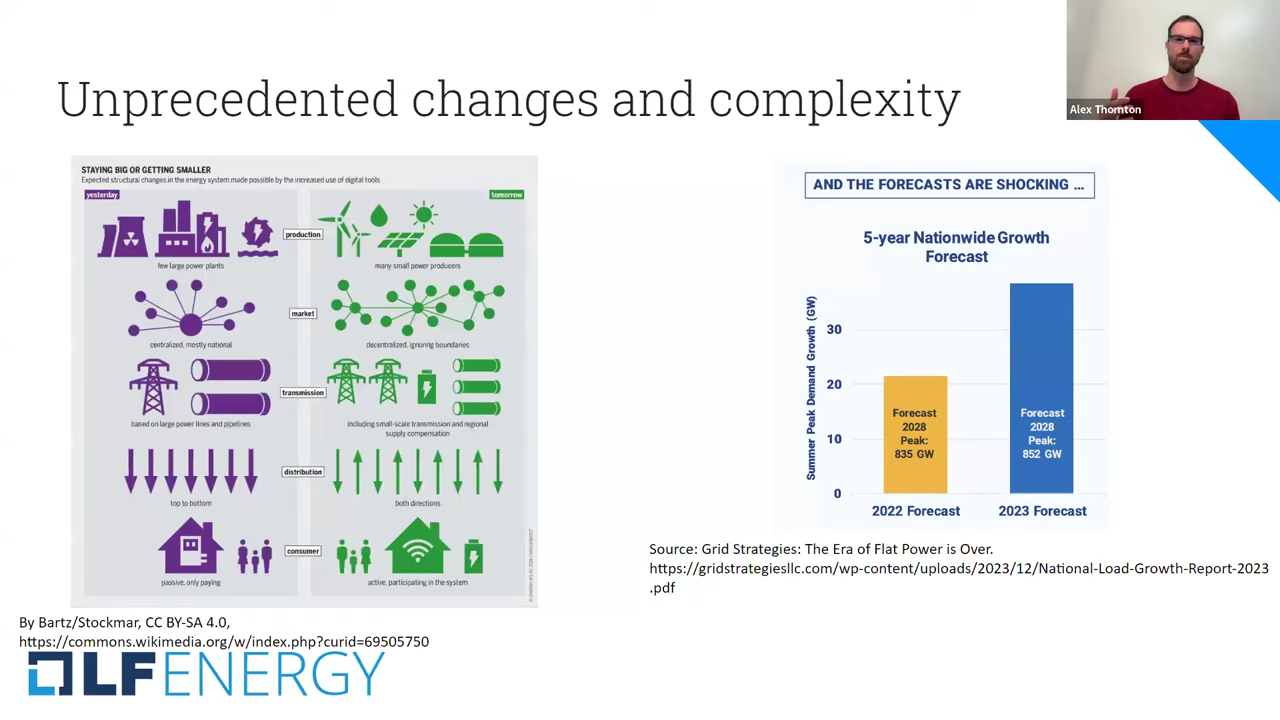 Unprecedented changes and complexity
Alex Thornton
STAYING BIG OR GETTING SMALLER
Expected structural changes in the energy system made possible by the increased use of digital tools
yesterday
tomorrow
production
few large power plants
many small power producers
market
centralized, mostly national
decentralized, ignoring boundaries
transmission
based on large power lines and pipelines
including small-scale transmission and regional
supply compensation
distribution
top to bottom
both directions
consumer
passive, only paying
active, participating in the system
By Bartz/Stockmar, CC BY-SA 4.0,
https://commons.wikimedia.org/w/index.php?curid=69505750
LFENERGY
AND THE FORECASTS ARE SHOCKING ...
5-year Nationwide Growth
Forecast
Summer Peak Demand Growth (GW)
30
20
10
0
Forecast
2028
Peak:
835 GW
Forecast
2028
Peak:
852 GW
2022 Forecast
2023 Forecast
Source: Grid Strategies: The Era of Flat Power is Over.
https://gridstrategiesllc.com/wp-content/uploads/2023/12/National-Load-Growth-Report-2023
.pdf